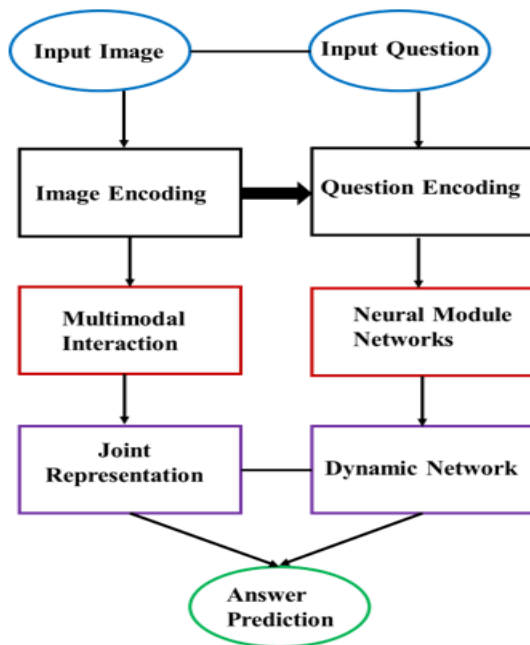 Input Image
Input Question
Image Encoding
Question Encoding
Multimodal
Interaction
Neural Module
Networks
Joint
Representation
Dynamic Network
Answer
Prediction